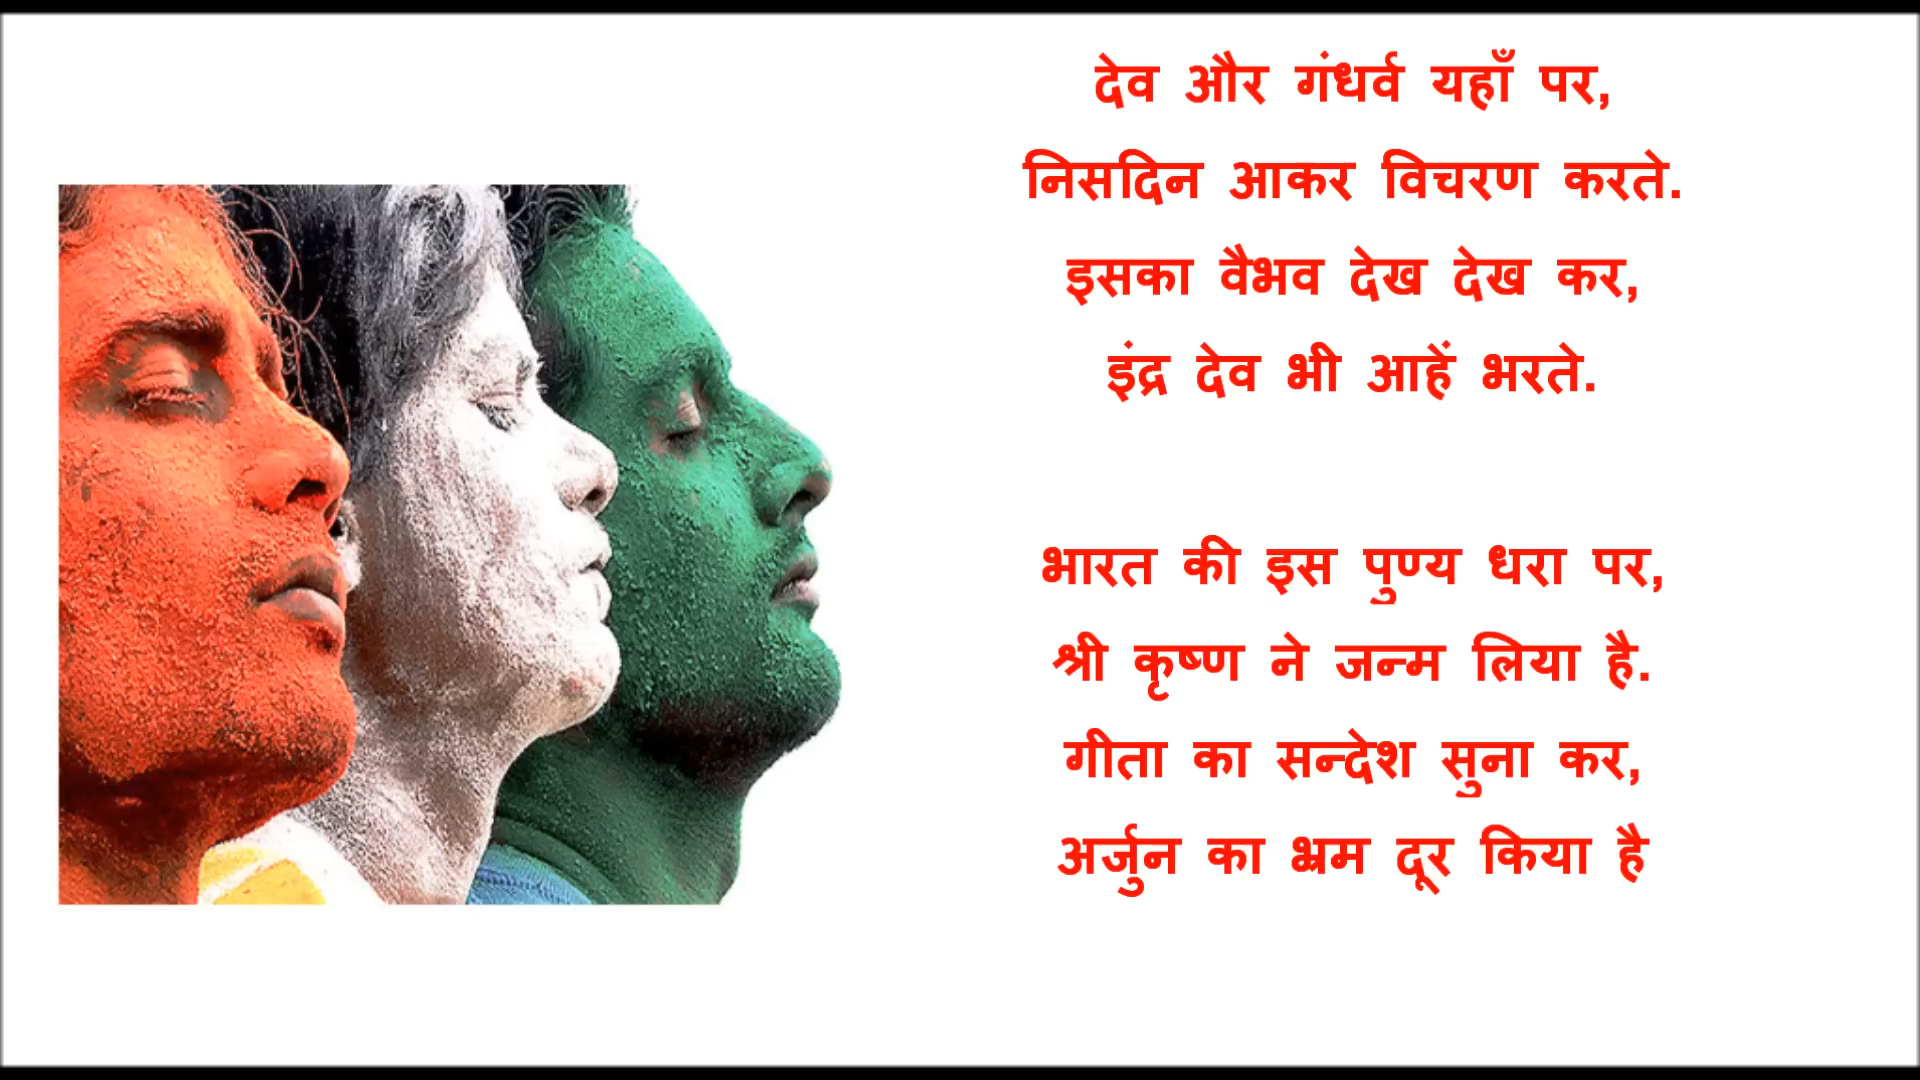 देव और गंधर्व यहाँ पर,
निसदिन आकर विचरण करते.
इसका वैभव देख देख कर,
इंद्र देव भी आहें भरते.
भारत की इस पुण्य धरा पर,
श्री कृष्ण ने जन्म लिया है.
गीता का सन्देश सुना कर,
अर्जुन का भ्रम दूर किया है